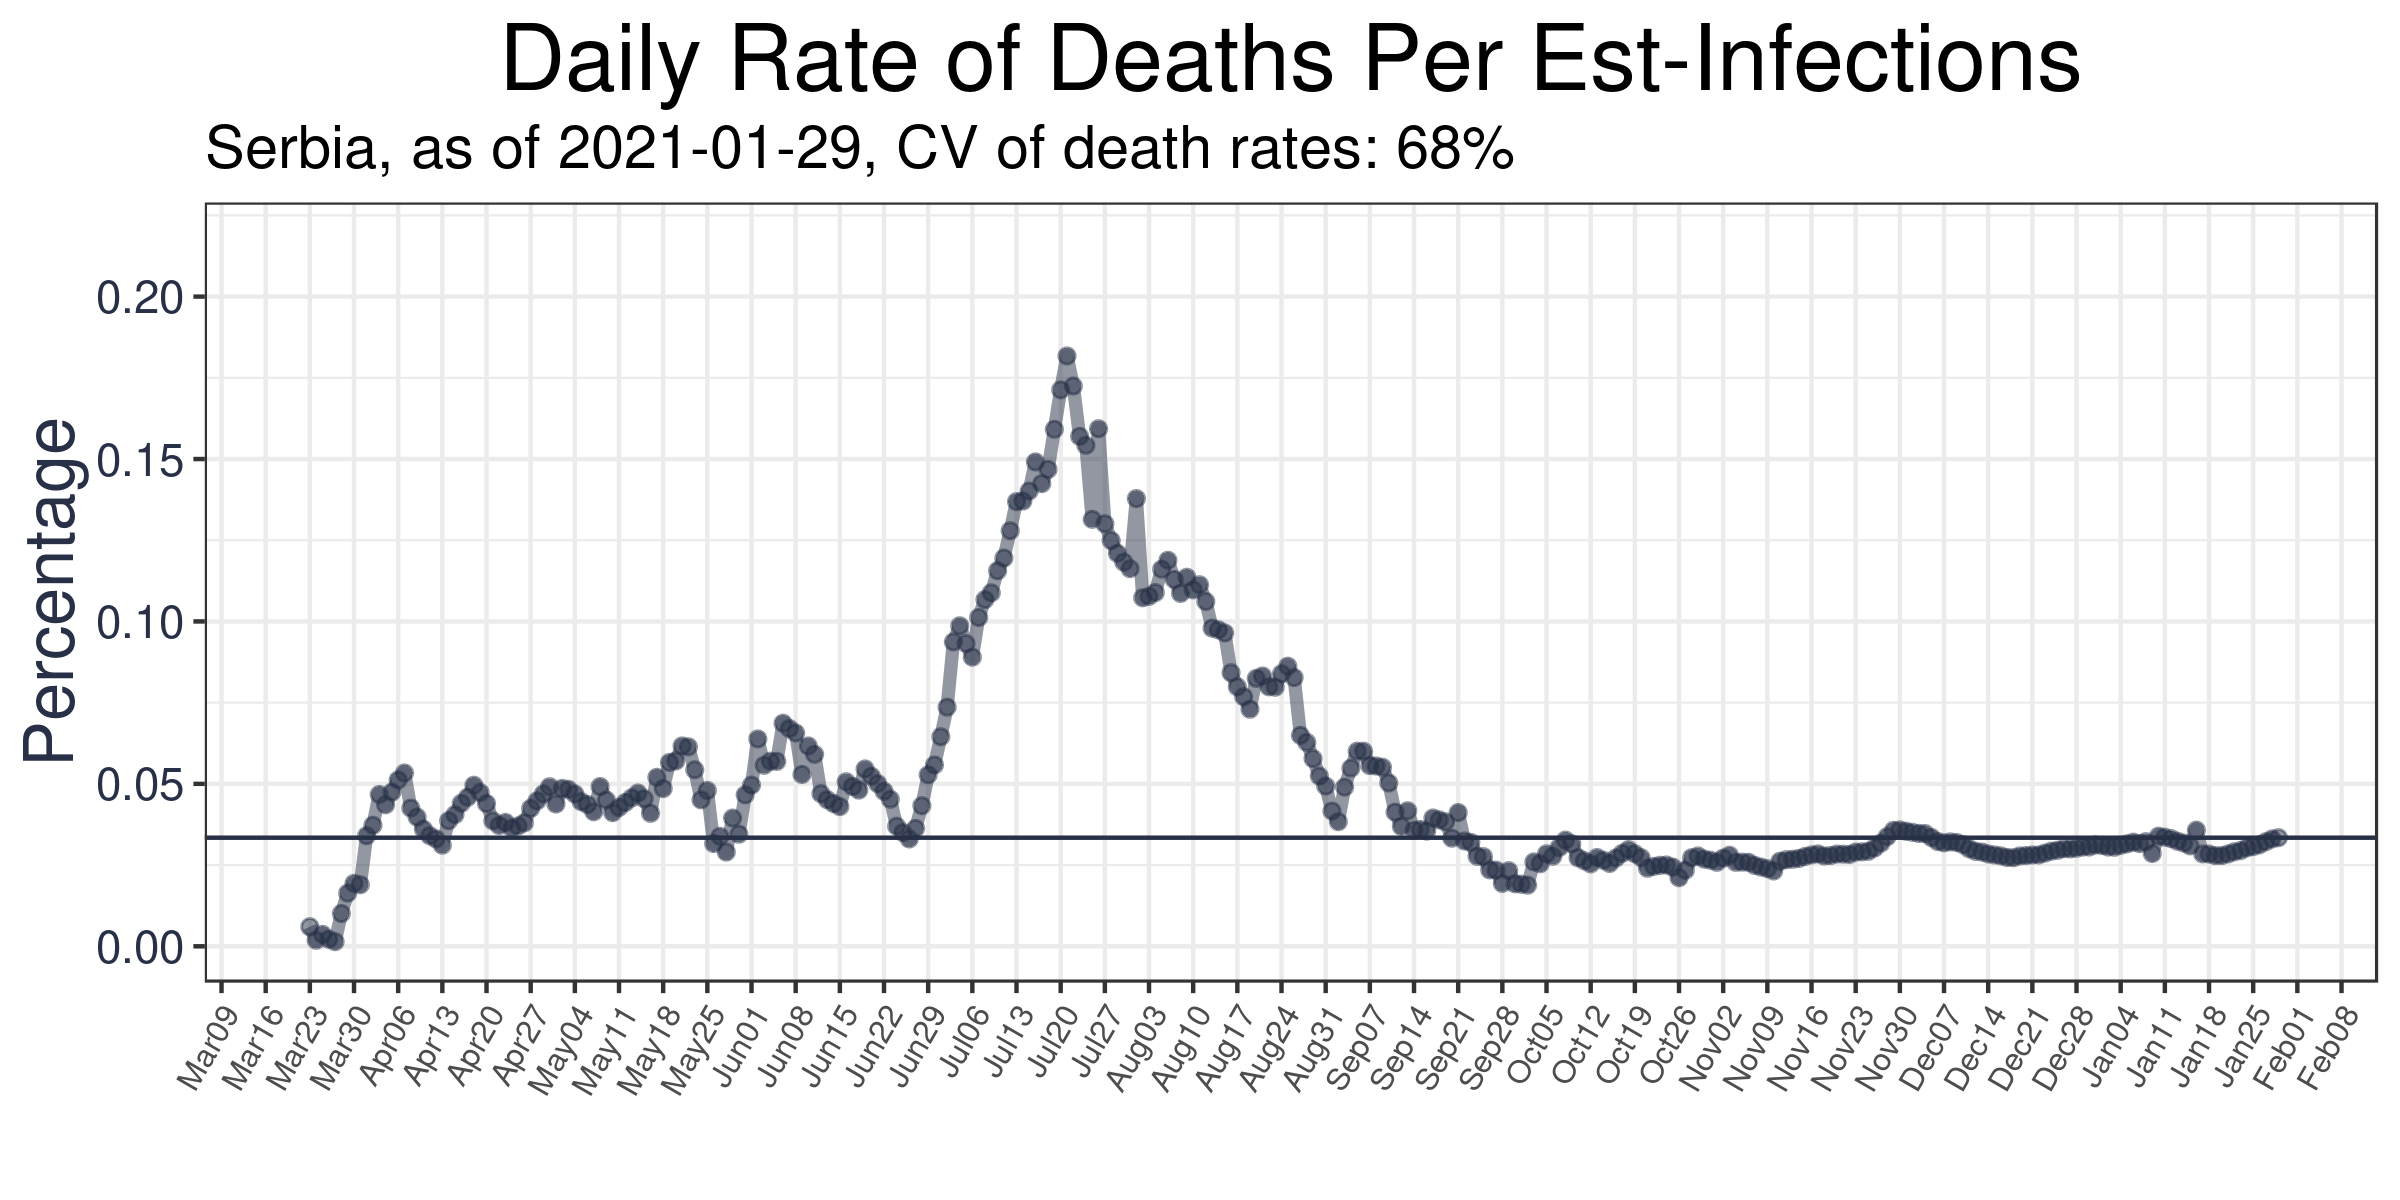 Daily Rate of Deaths Per Est-Infections
Serbia, as of 2021-01-29, CV of death rates: 68%
Percentage
0.20
0.15
0.10
0.05
0.00
Mar09 Mar16 Mar23 Mar30 Apr06 Apr13 Apr20 Apr27 May04 May11 May18 May25 Jun01 Jun08 Jun15 Jun22 Jun29 Jul06 Jul13 Jul20 Jul27 Aug03 Aug10 Aug17 Aug24 Aug31 Sep07 Sep14 Sep21 Sep28 Oct05 Oct12 Oct19 Oct26 Nov02 Nov09 Nov16 Nov23 Nov30 Dec07 Dec14 Dec21 Dec28 Jan04 Jan11 Jan18 Jan25 Feb01 Feb08